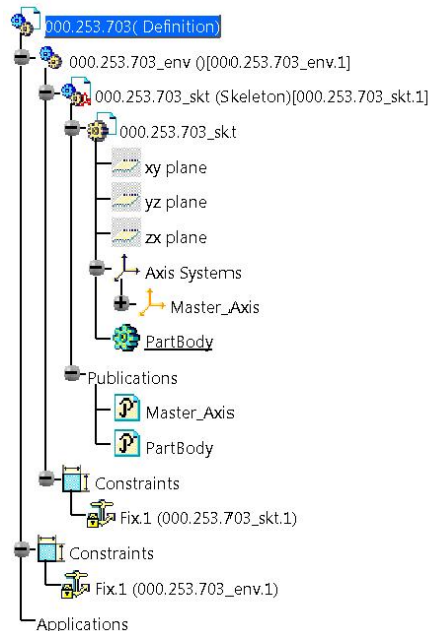 000.253.703( Definition)
000.253.703_env ()[000.253.703_env.1]
000.253.703_skt (Skeleton)[000.253.703_skt.1]
000.253.703_skt
xy plane
yz plane
zx plane
Axis Systems
Master_Axis
PartBody
Publications
Master_Axis
PartBody
Constraints
Fix.1 (000.253.703_skt.1)
Constraints
Fix.1 (000.253.703_env.1)
Applications